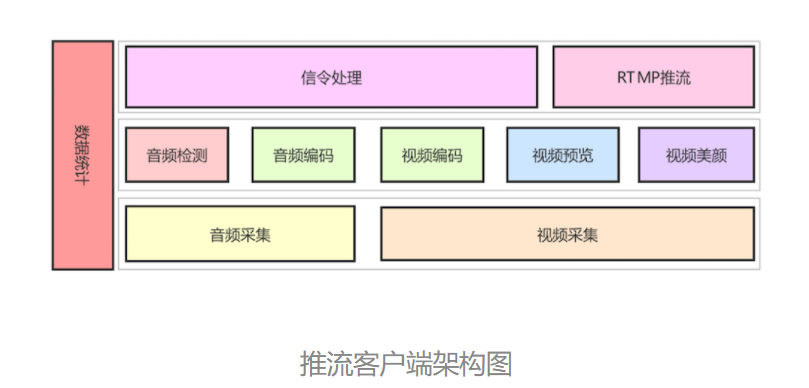 数据统计
信令处理
RTMP推流
音频检测
音频编码
视频编码
视频预览
视频美颜
音频采集
视频采集
推流客户端架构图